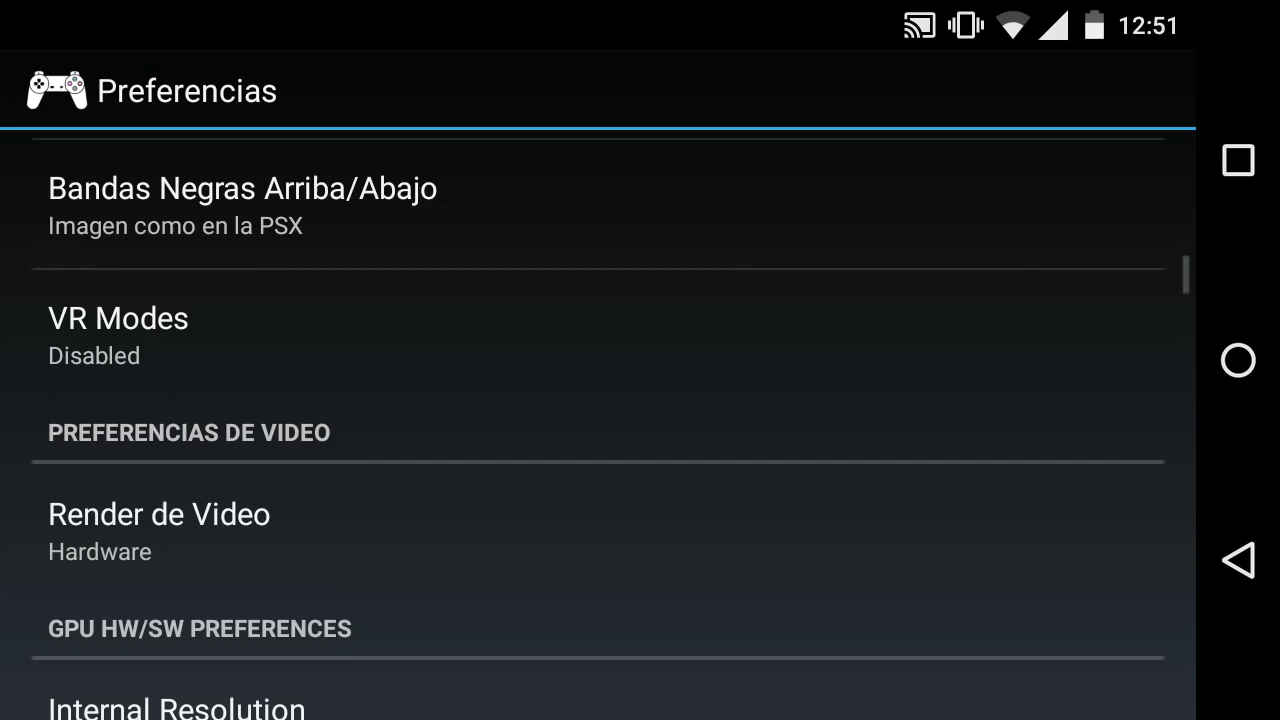 12:51
Preferencias
Bandas Negras Arriba/Abajo
Imagen como en la PSX
VR Modes
Disabled
PREFERENCIAS DE VIDEO
Render de Video
Hardware
GPU HW/SW PREFERENCES
Internal Resolution